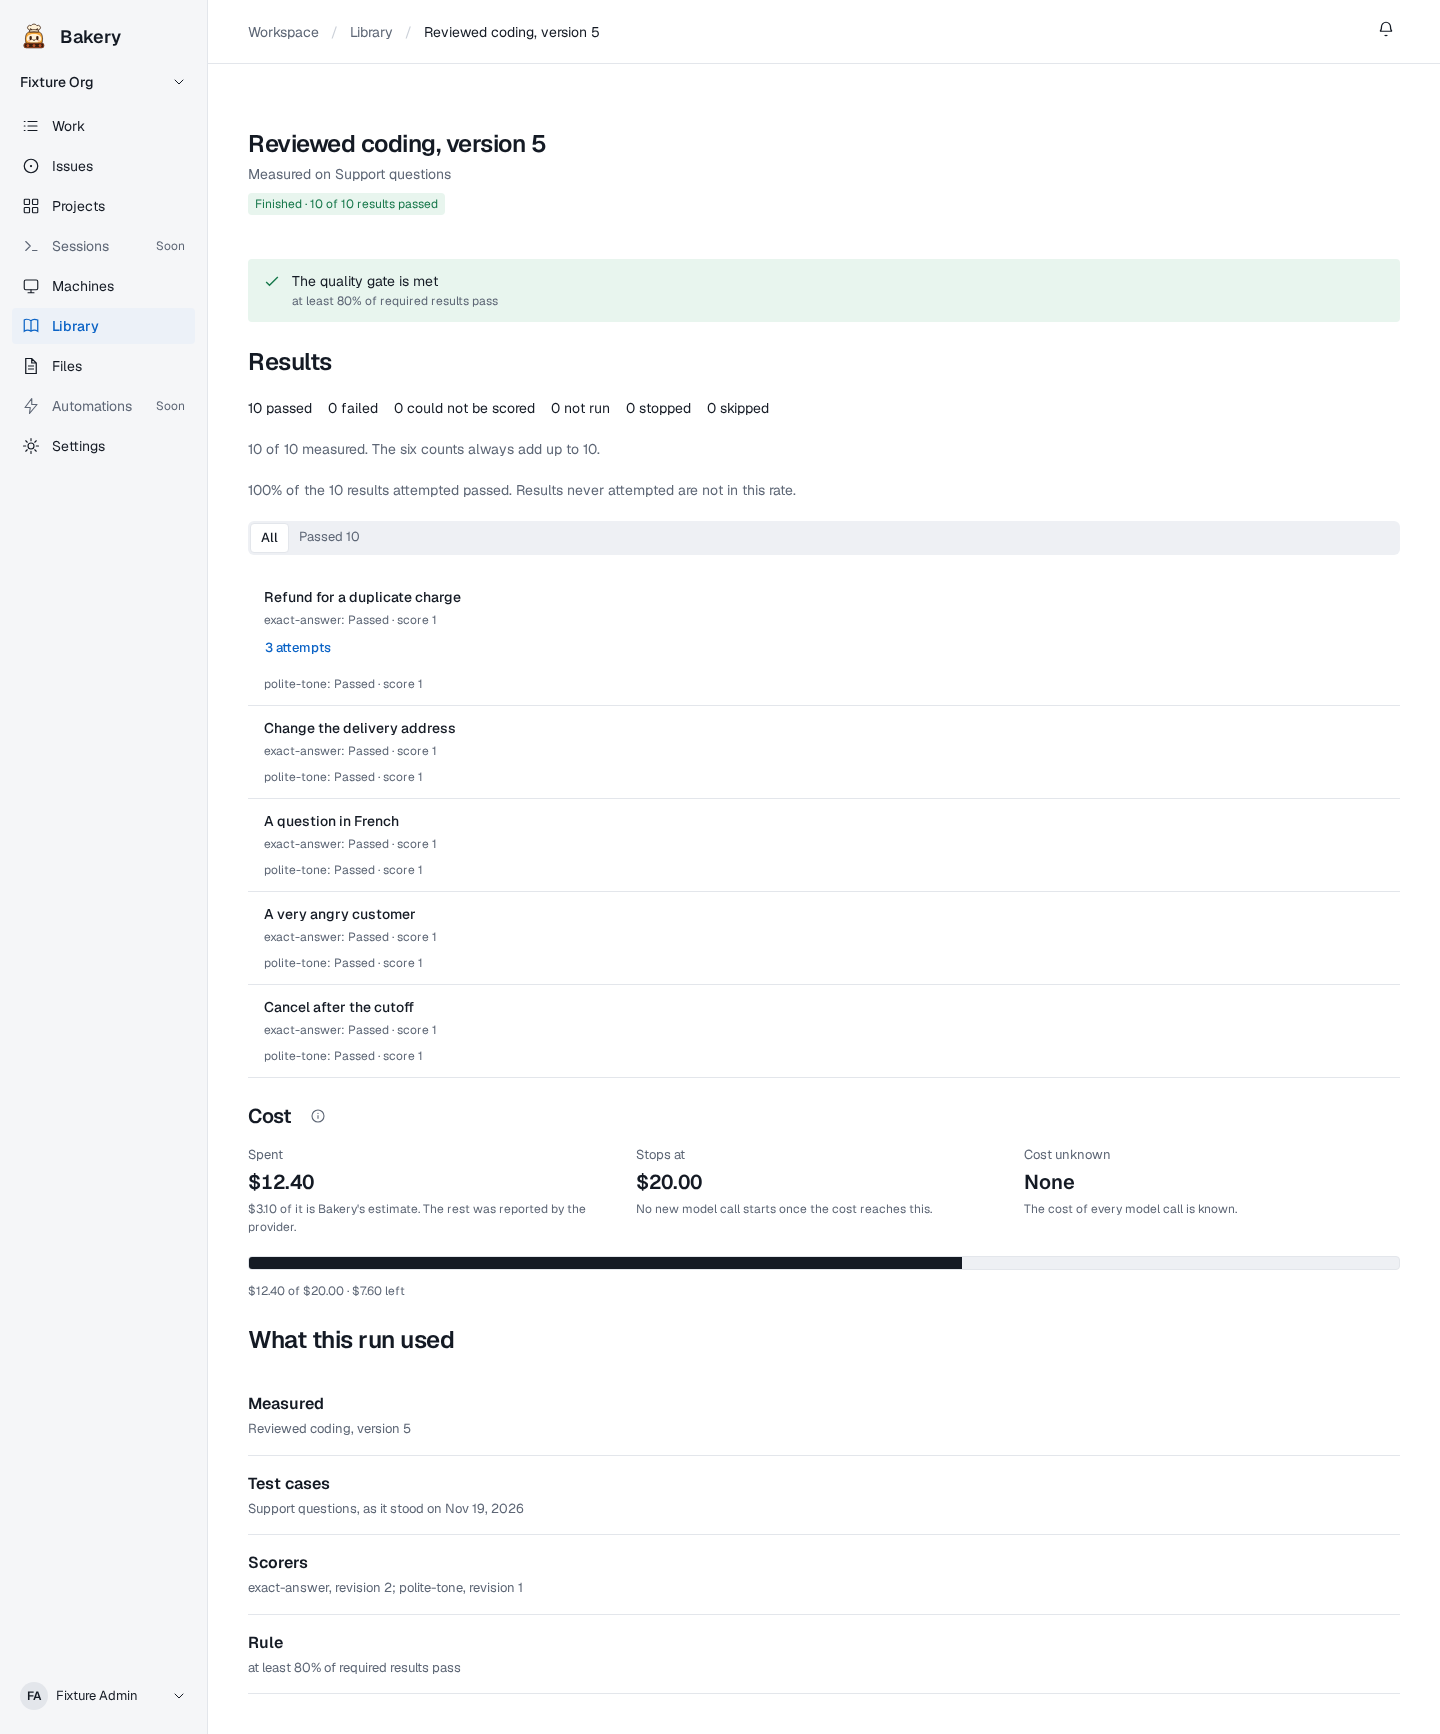 Bakery
Fixture Org
Work
Issues
Projects
Sessions Soon
Machines
Library
Files
Automations Soon
Settings
FA Fixture Admin
Workspace / Library / Reviewed coding, version 5
Reviewed coding, version 5
Measured on Support questions
Finished · 10 of 10 results passed
The quality gate is met
at least 80% of required results pass
Results
10 passed 0 failed 0 could not be scored 0 not run 0 stopped 0 skipped
10 of 10 measured. The six counts always add up to 10.
100% of the 10 results attempted passed. Results never attempted are not in this rate.
All Passed 10
Refund for a duplicate charge
exact-answer: Passed · score 1
3 attempts
polite-tone: Passed · score 1
Change the delivery address
exact-answer: Passed · score 1
polite-tone: Passed · score 1
A question in French
exact-answer: Passed · score 1
polite-tone: Passed · score 1
A very angry customer
exact-answer: Passed · score 1
polite-tone: Passed · score 1
Cancel after the cutoff
exact-answer: Passed · score 1
polite-tone: Passed · score 1
Cost
Spent
$12.40
$3.10 of it is Bakery's estimate. The rest was reported by the
provider.
Stops at
$20.00
No new model call starts once the cost reaches this.
Cost unknown
None
The cost of every model call is known.
$12.40 of $20.00 · $7.60 left
What this run used
Measured
Reviewed coding, version 5
Test cases
Support questions, as it stood on Nov 19, 2026
Scorers
exact-answer, revision 2; polite-tone, revision 1
Rule
at least 80% of required results pass